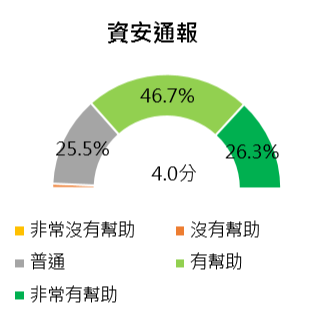 資安通報
46.7%
25.5%
26.3%
4.0分
非常沒有幫助
沒有幫助
普通
有幫助
非常有幫助